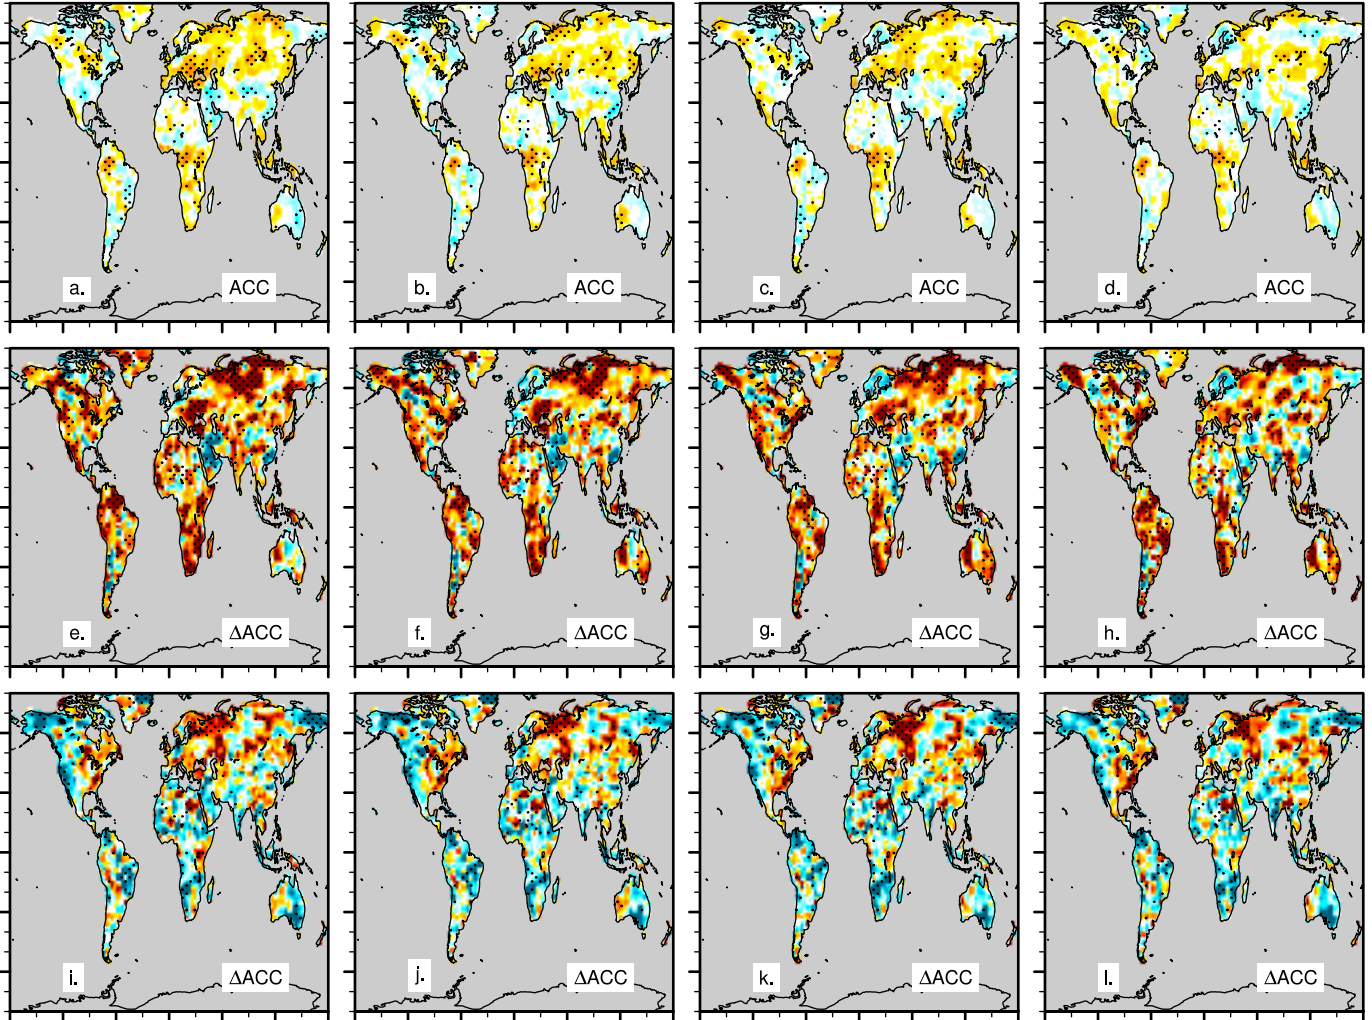 a. ACC
b. ACC
c. ACC
d. ACC
e. ΔACC
f. ΔACC
g. ΔACC
h. ΔACC
i. ΔACC
j. ΔACC
k. ΔACC
l. ΔACC